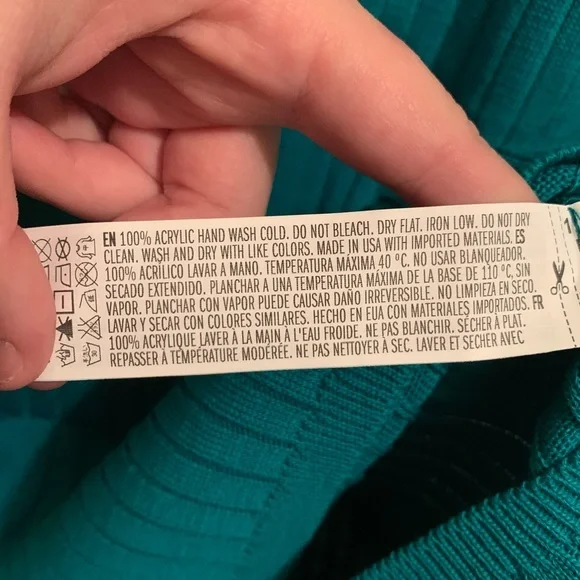 EN 100% ACRYLIC HAND WASH COLD. DO NOT BLEACH. DRY FLAT. IRON LOW. DO NOT DRY
CLEAN. WASH AND DRY WITH LIKE COLORS. MADE IN USA WITH IMPORTED MATERIALS. ES
100% ACRÍLICO LAVAR A MANO. TEMPERATURA MÁXIMA 40 °C. NO USAR BLANQUEADOR.
SECADO EXTENDIDO. PLANCHAR A UNA TEMPERATURA MÁXIMA DE LA BASE DE 110 °C, SIN
VAPOR. PLANCHAR CON VAPOR PUEDE CAUSAR DAÑO IRREVERSIBLE. NO LIMPIEZA EN SECO.
LAVAR Y SECAR CON COLORES SIMILARES. HECHO EN EUA CON MATERIALES IMPORTADOS. FR
100% ACRYLIQUE LAVER À LA MAIN À L'EAU FROIDE. NE PAS BLANCHIR. SÉCHER À PLAT.
REPASSER À TEMPÉRATURE MODÉRÉE. NE PAS NETTOYER À SEC. LAVER ET SECHER AVEC
1